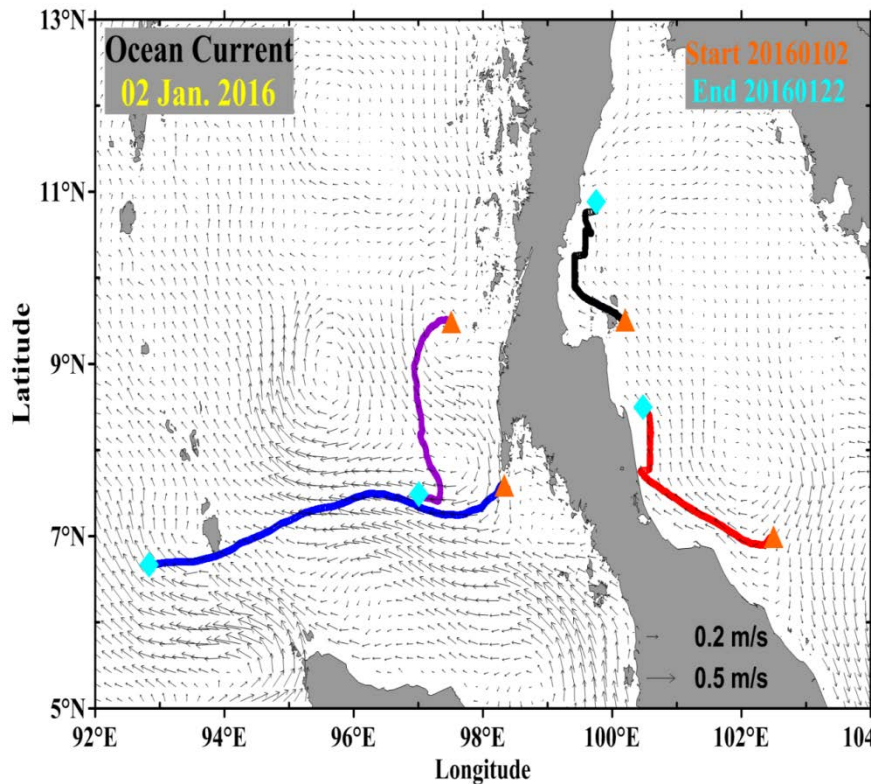 Ocean Current
02 Jan. 2016
Start 20160102
End 20160122
13°N
11°N
9°N
7°N
5°N
Latitude
0.2 m/s
0.5 m/s
92°E
94°E
96°E
98°E
100°E
102°E
104
Longitude